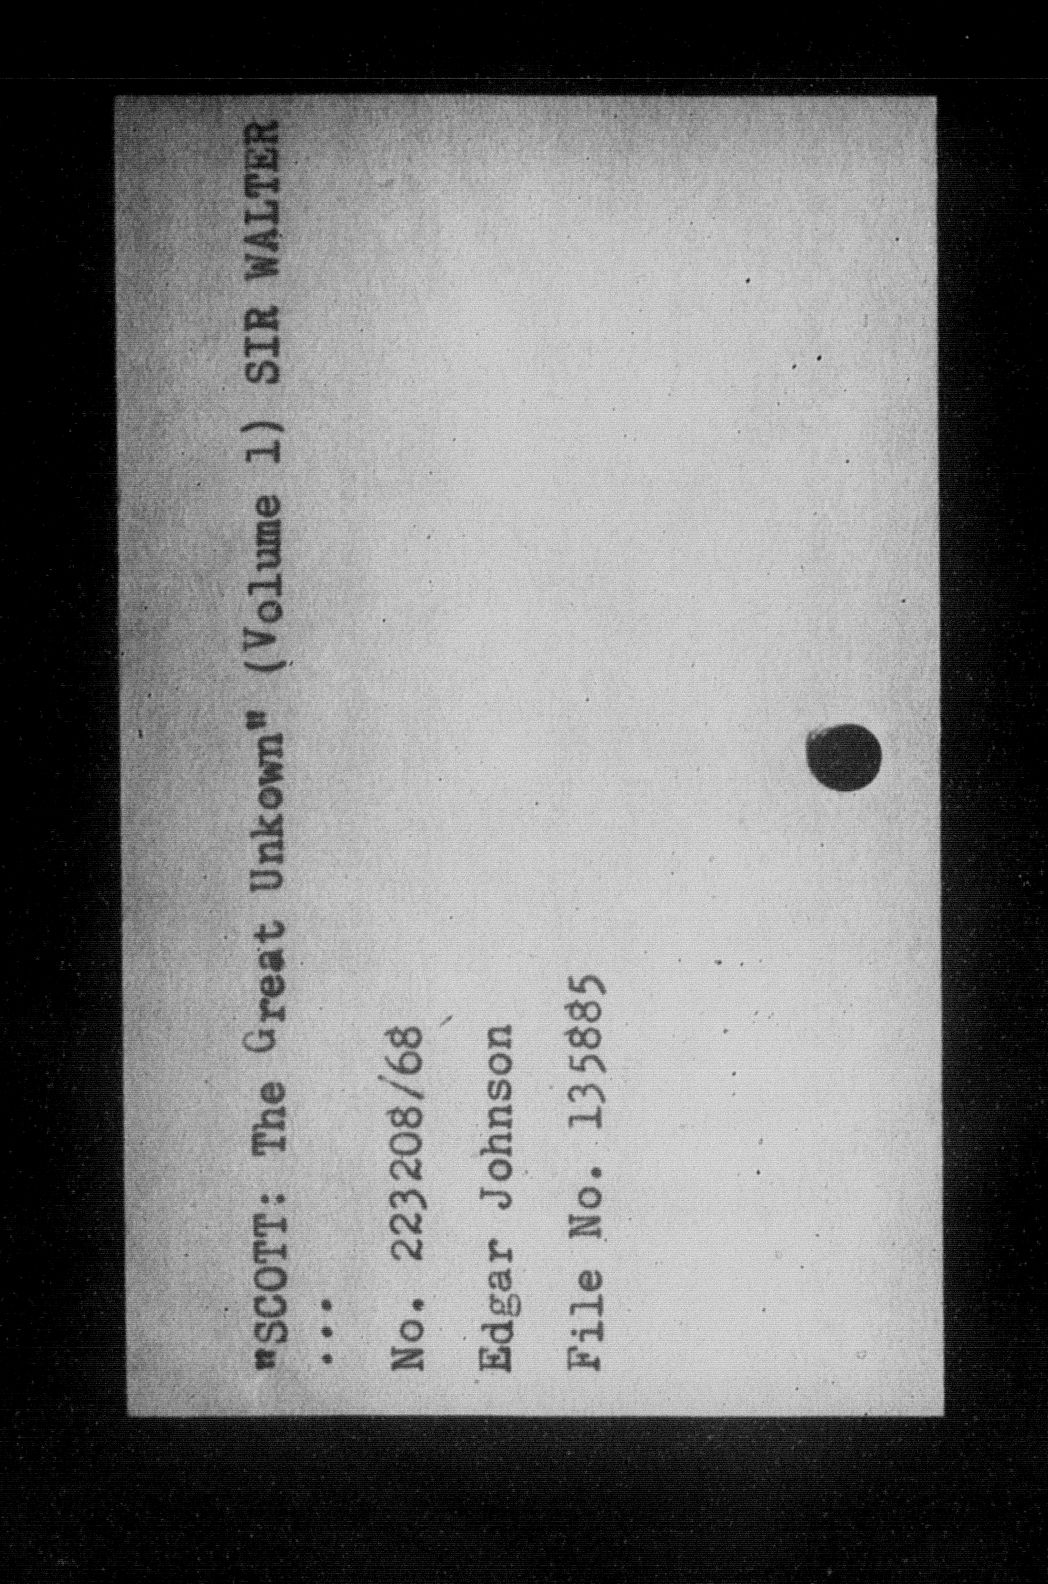 "SCOTT: The Great Unkown" (Volume 1) SIR WALTER
...
No. 223208/68
Edgar Johnson
File No. 135885